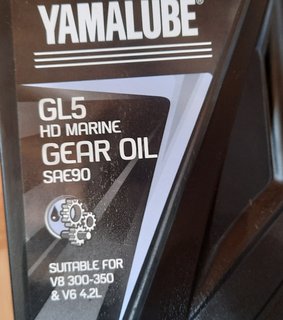 YAMALUBE®
GL5
HD MARINE
GEAR OIL
SAE90
SUITABLE FOR
V8 300-350
& V6 4.2L